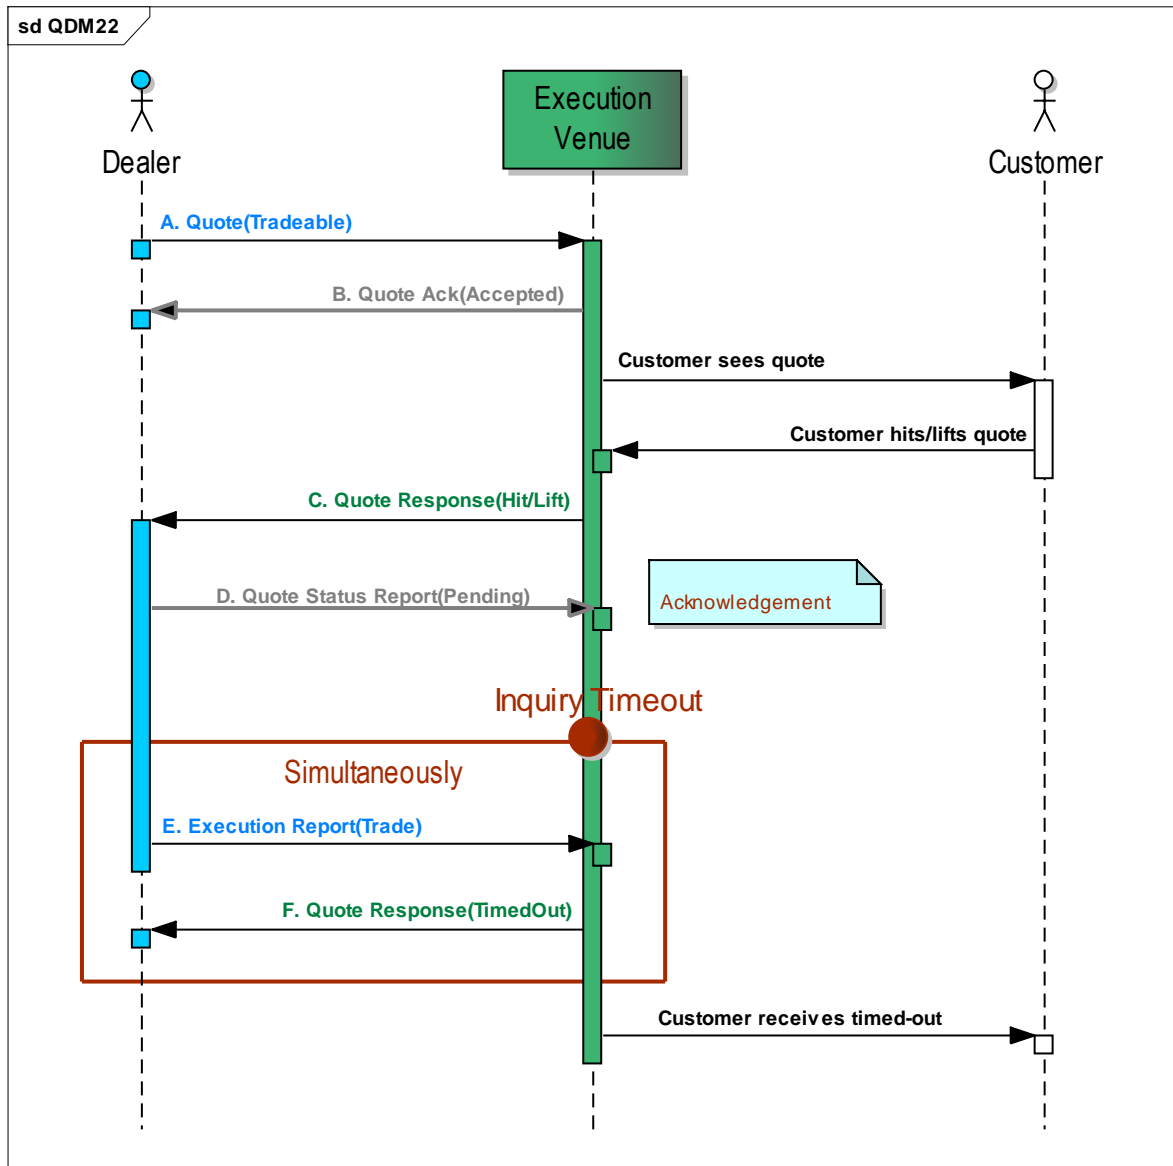 sd QDM22
Execution
Venue
Dealer
Customer
A. Quote(Tradeable)
B. Quote Ack(Accepted)
Customer sees quote
Customer hits/lifts quote
C. Quote Response(Hit/Lift)
D. Quote Status Report(Pending)
Acknowledgement
Inquiry Timeout
Simultaneously
E. Execution Report(Trade)
F. Quote Response(TimedOut)
Customer receives timed-out